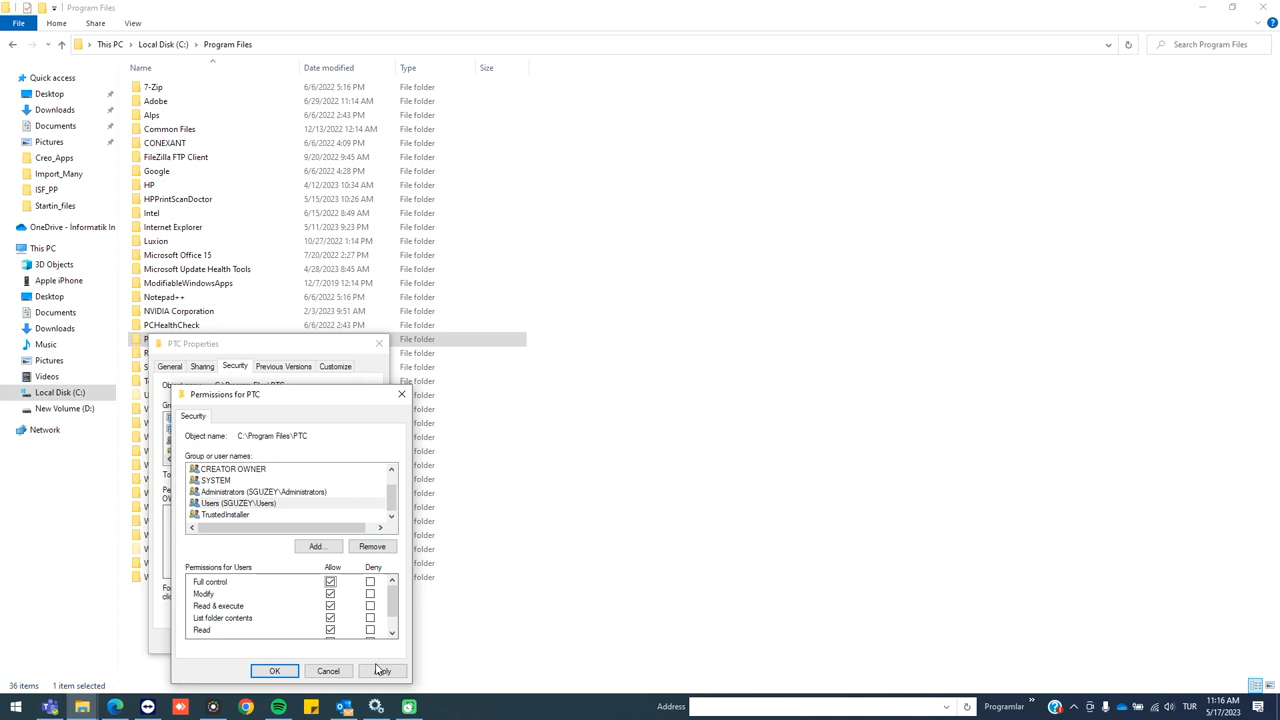 Program Files
File Home Share View
This PC Local Disk (C:) Program Files
Search Program Files
Name Date modified Type Size
Quick access
Desktop
Downloads
Documents
Pictures
Creo_Apps
Import_Many
ISF_PP
Startin_files
OneDrive - İnformatik In
This PC
3D Objects
Apple iPhone
Desktop
Documents
Downloads
Music
Pictures
Videos
Local Disk (C:)
New Volume (D:)
Network
7-Zip 6/6/2022 5:16 PM File folder
Adobe 6/29/2022 11:14 AM File folder
Alps 6/6/2022 2:43 PM File folder
Common Files 12/13/2022 12:14 AM File folder
CONEXANT 6/6/2022 4:09 PM File folder
FileZilla FTP Client 9/20/2022 9:45 AM File folder
Google 6/6/2022 4:28 PM File folder
HP 4/12/2023 10:34 AM File folder
HPPrintScanDoctor 5/15/2023 10:26 AM File folder
Intel 6/15/2022 8:49 AM File folder
Internet Explorer 5/11/2023 9:23 PM File folder
Luxion 10/27/2022 1:14 PM File folder
Microsoft Office 15 7/20/2022 2:27 PM File folder
Microsoft Update Health Tools 4/28/2023 8:45 AM File folder
ModifiableWindowsApps 12/7/2019 12:14 PM File folder
Notepad++ 6/6/2022 5:16 PM File folder
NVIDIA Corporation 2/3/2023 9:51 AM File folder
PCHealthCheck 6/6/2022 2:43 PM File folder
File folder
File folder
File folder
File folder
PTC Properties
General Sharing Security Previous Versions Customize
Permissions for PTC
Security
Object name: C:\Program Files\PTC
Group or user names:
CREATOR OWNER
SYSTEM
Administrators (SGUZEY\Administrators)
Users (SGUZEY\Users)
TrustedInstaller
Add... Remove
Permissions for Users Allow Deny
Full control
Modify
Read & execute
List folder contents
Read
OK Cancel Apply
36 items 1 item selected
Address
Programlar
TUR
11:16 AM
5/17/2023